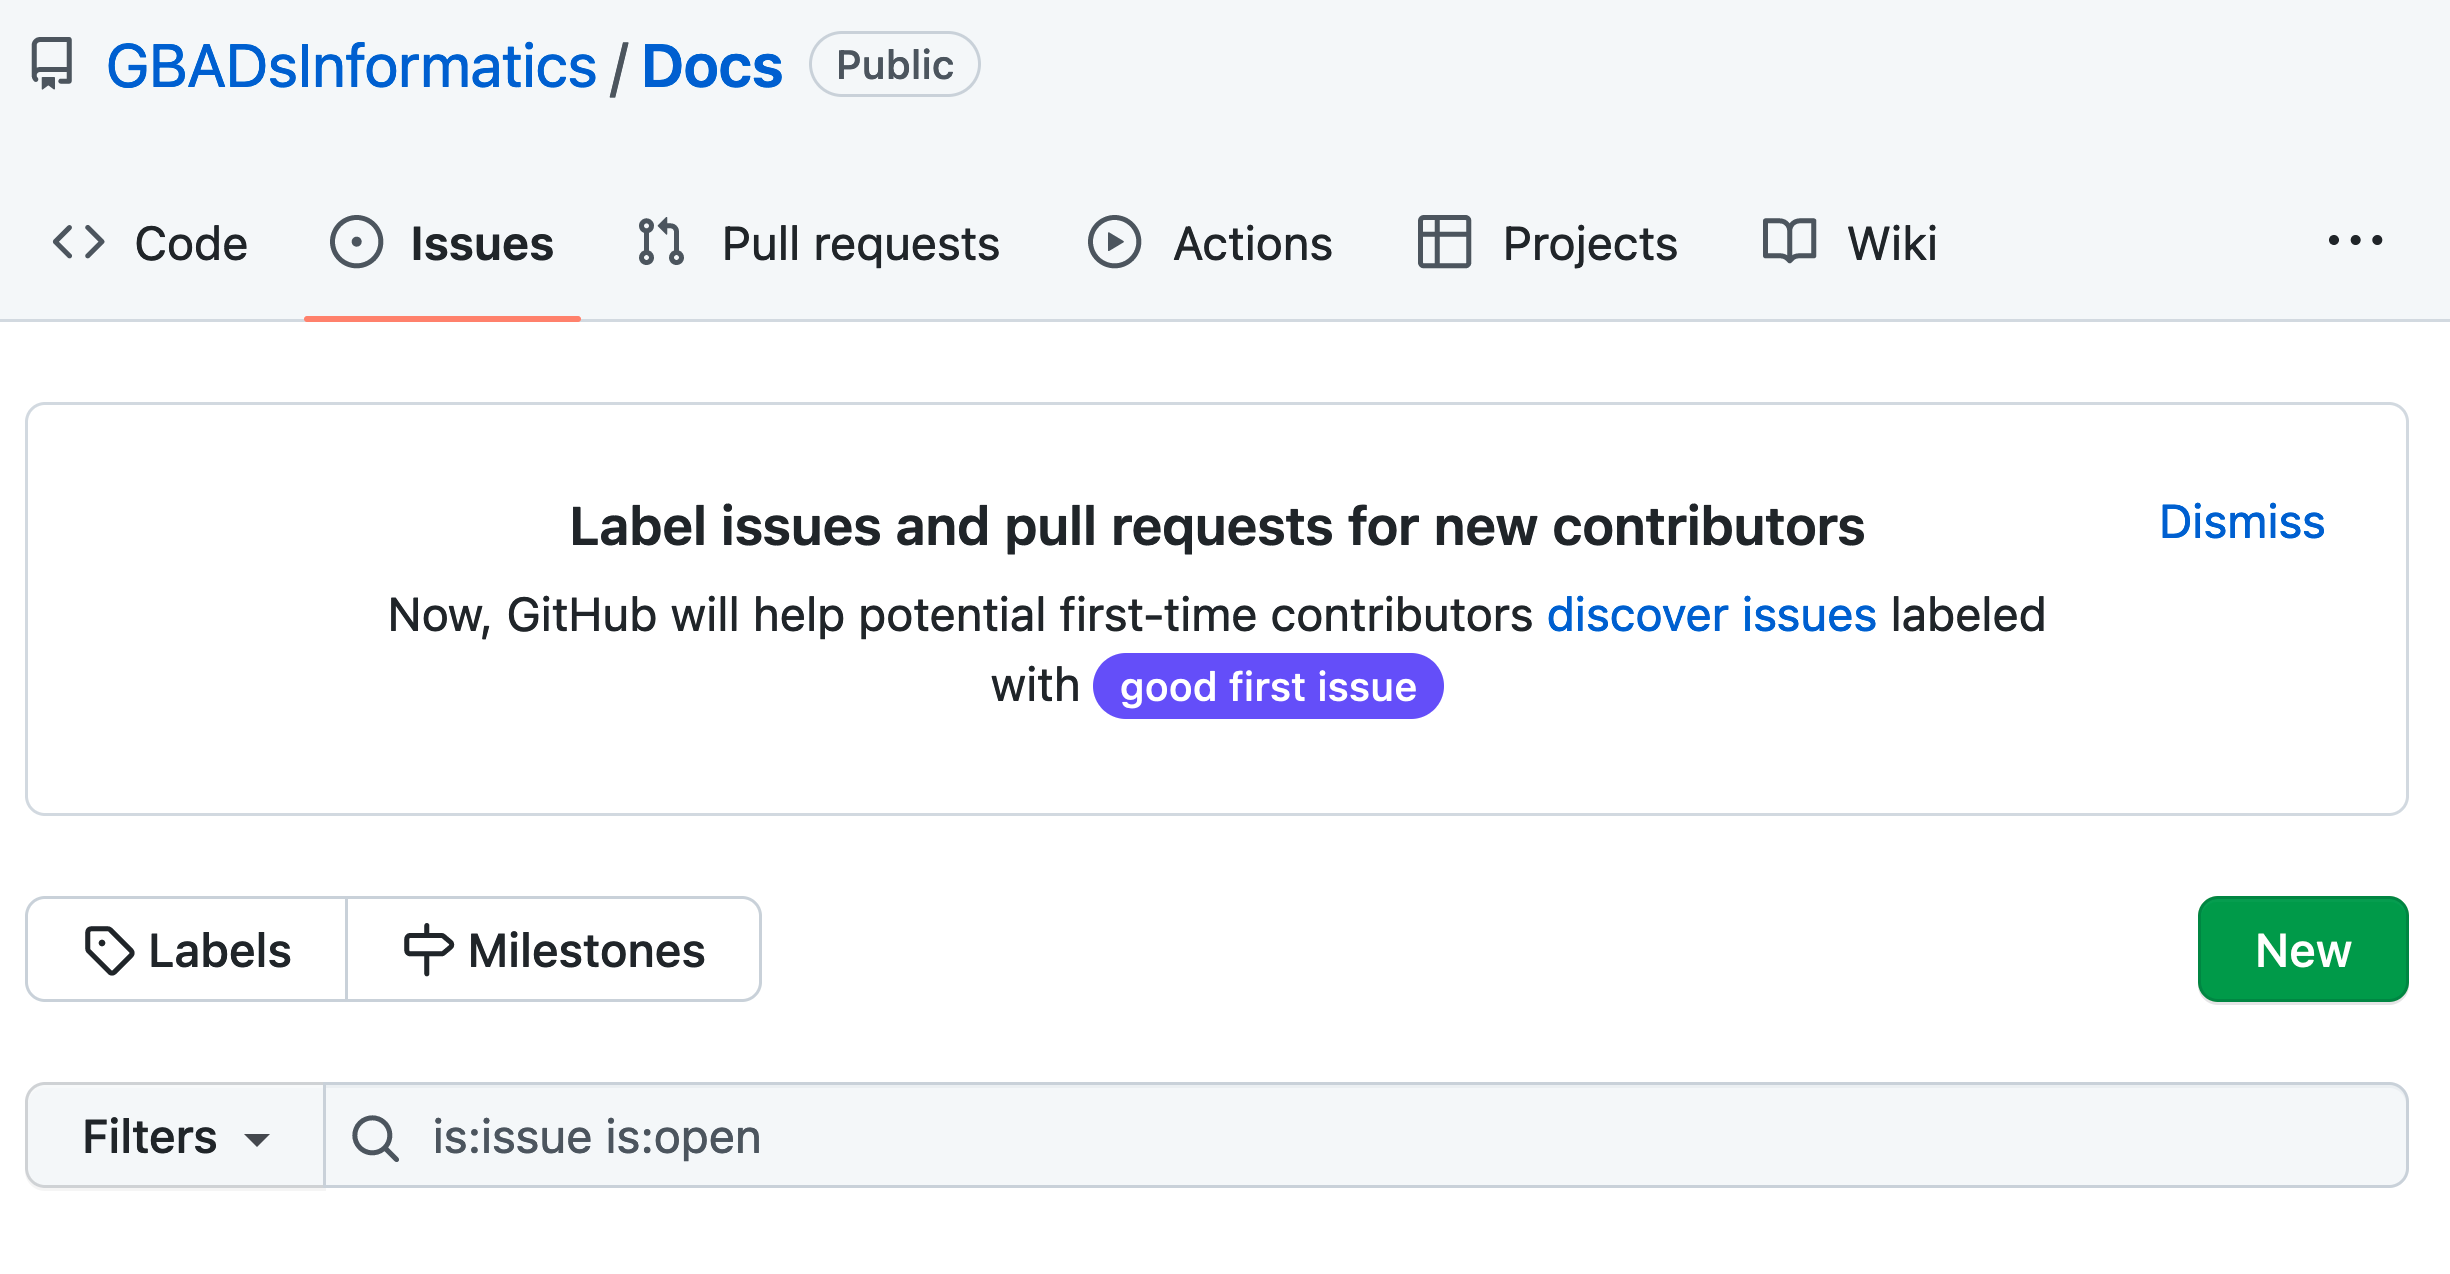 GBADsInformatics / Docs Public
Code Issues Pull requests Actions Projects Wiki
Label issues and pull requests for new contributors
Dismiss
Now, GitHub will help potential first-time contributors discover issues labeled
with good first issue
Labels Milestones New
Filters is:issue is:open